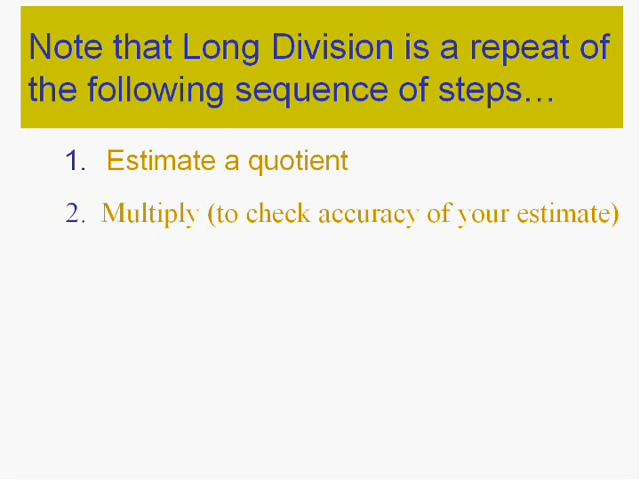 Note that Long Division is a repeat of
the following sequence of steps…
1. Estimate a quotient
2. Multiply (to check accuracy of your estimate)